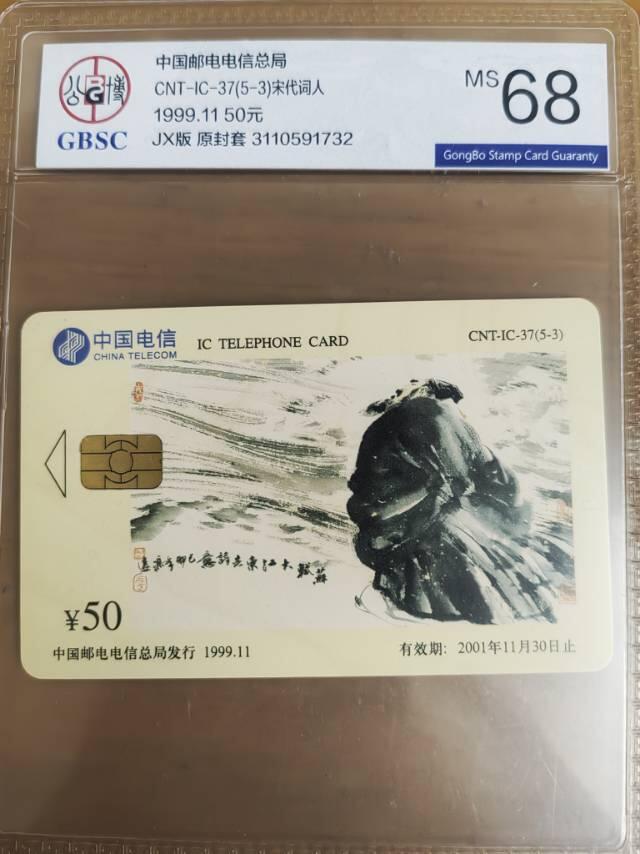 公博
BG
GBSC
中国邮电电信总局
CNT-IC-37(5-3)宋代词人
1999.11 50元
JX版 原封套 3110591732
MS 68
GongBo Stamp Card Guaranty
中国电信
CHINA TELECOM
IC TELEPHONE CARD
CNT-IC-37(5-3)
¥50
中国邮电电信总局发行 1999.11
有效期: 2001年11月30日止